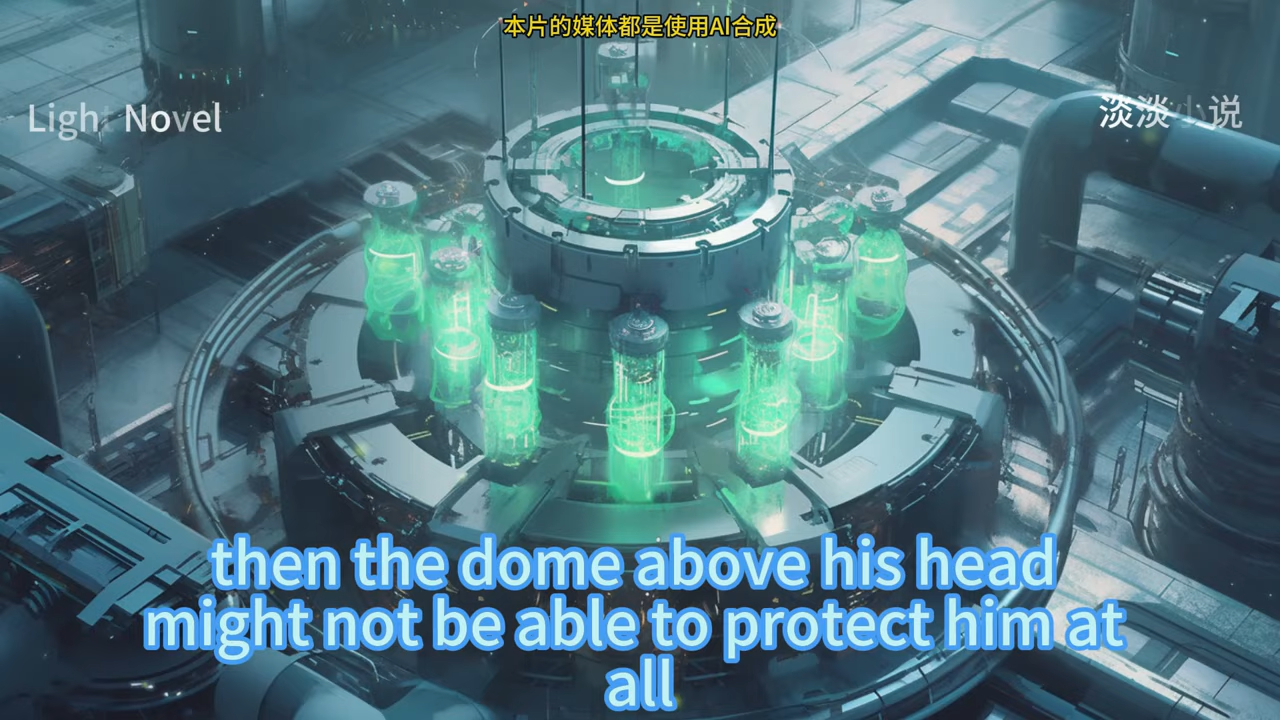 本片的媒体都是使用AI合成
Light Novel
淡淡小说
then the dome above his head
might not be able to protect him at
all